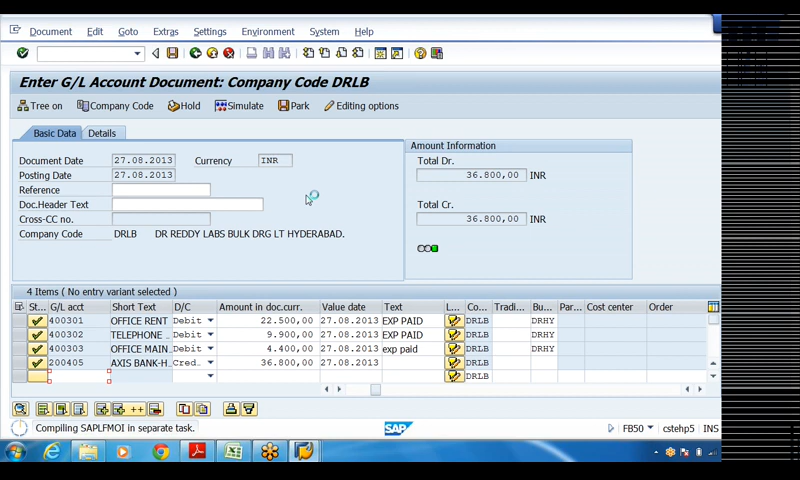 Document Edit Goto Extras Settings Environment System Help
Enter G/L Account Document: Company Code DRLB
Tree on Company Code Hold Simulate Park Editing options
Basic Data Details
Amount Information
Document Date 27.08.2013 Currency INR
Total Dr.
Posting Date 27.08.2013
36.800,00 INR
Reference
Doc.Header Text
Total Cr.
Cross-CC no.
36.800,00 INR
Company Code DRLB DR REDDY LABS BULK DRG LT HYDERABAD.
4 Items ( No entry variant selected )
St... G/L acct Short Text D/C Amount in doc.curr. Value date Text L... Co... Tradi... Bu... Par... Cost center Order
400301 OFFICE RENT Debit 22.500,00 27.08.2013 EXP PAID DRLB DRHY
400302 TELEPHONE … Debit 9.900,00 27.08.2013 EXP PAID DRLB DRHY
400303 OFFICE MAIN… Debit 4.400,00 27.08.2013 exp paid DRLB DRHY
200405 AXIS BANK-H… Cred… 36.800,00 27.08.2013 DRLB
DRLB
Compiling SAPLFMOI in separate task.
SAP
FB50 cstehp5 INS